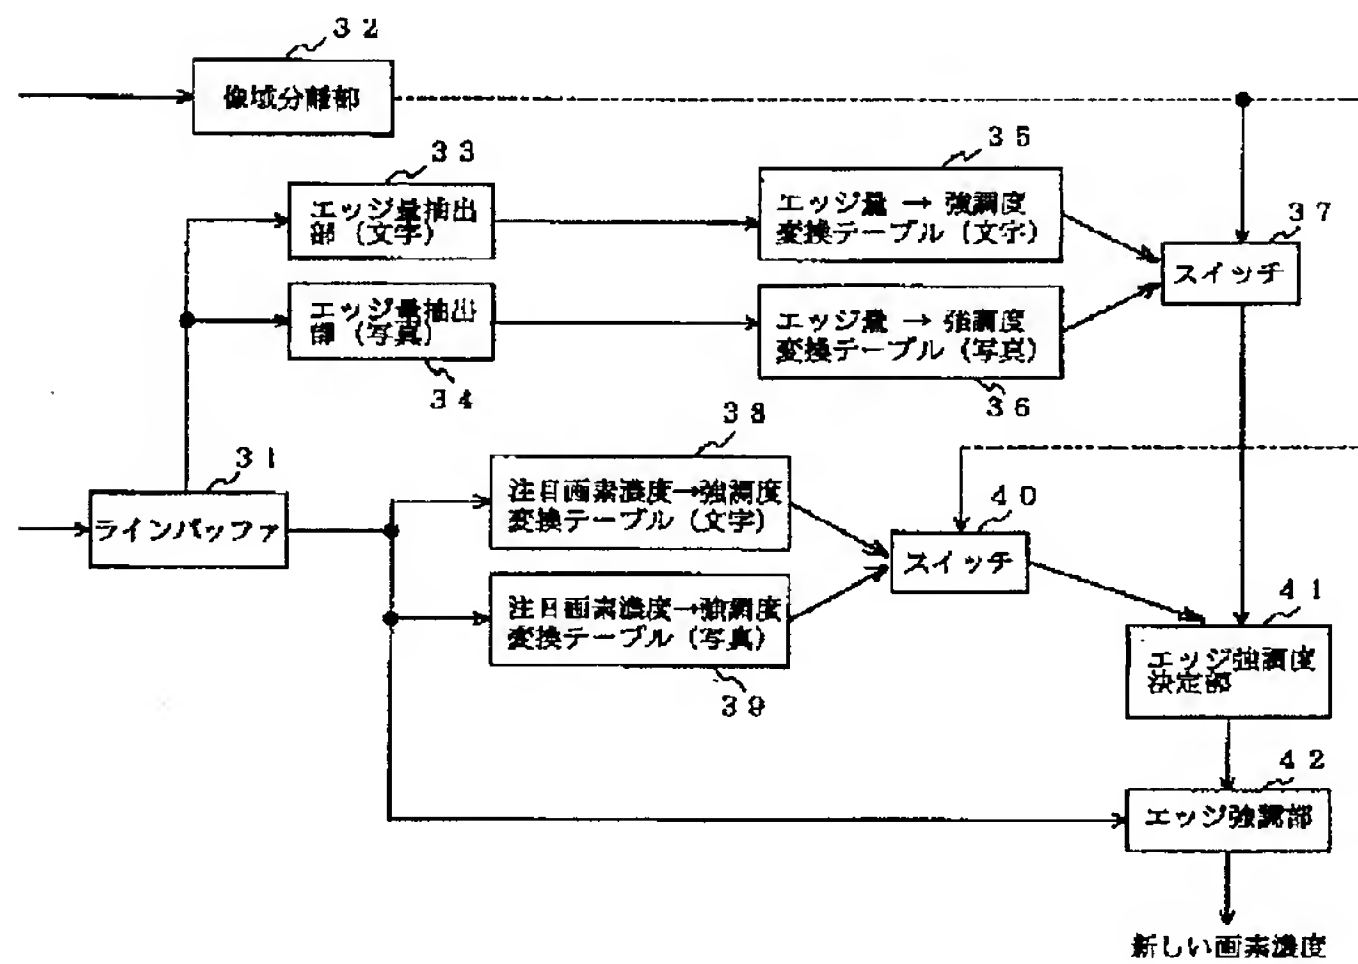 32
像域分離部
33
エッジ量抽出
部（文字）
35
エッジ量 → 強調度
変換テーブル（文字）
37
スイッチ
エッジ量抽出
部（写真）
34
エッジ量 → 強調度
変換テーブル（写真）
36
31
ラインバッファ
38
注目画素濃度→強調度
変換テーブル（文字）
40
スイッチ
注目画素濃度→強調度
変換テーブル（写真）
39
41
エッジ強調度
決定部
42
エッジ強調部
新しい画素濃度